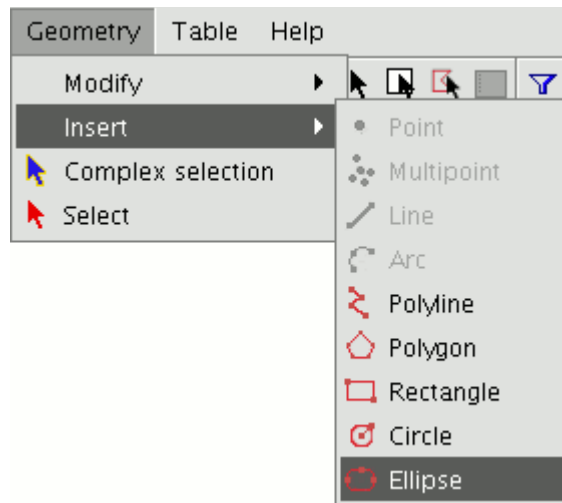 Geometry Table Help
Modify
Insert
Complex selection
Select
Point
Multipoint
Line
Arc
Polyline
Polygon
Rectangle
Circle
Ellipse